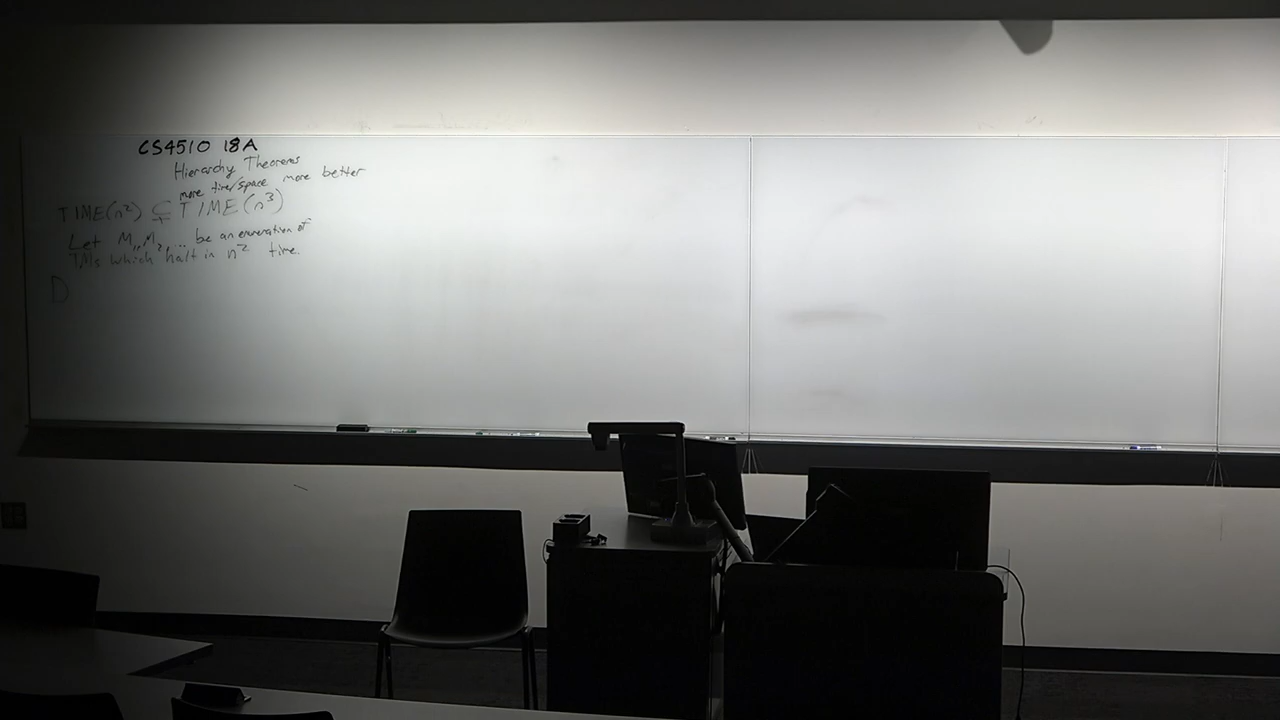 CS4510 18A
Hierarchy Theorems
more time/space more better
TIME(n²) ⊊ TIME(n³)
Let M₁, M₂, ... be an enumeration of
TMs which halt in n² time.
D